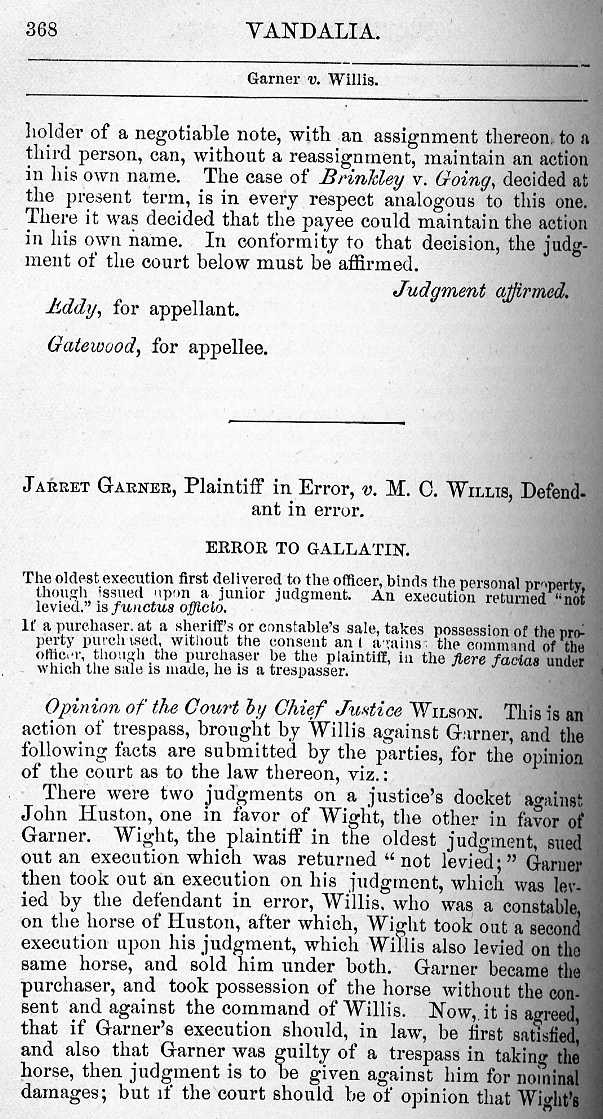 368 VANDALIA.
Garner v. Willis.
holder of a negotiable note, with an assignment thereon to a
third person, can, without a reassignment, maintain an action
in his own name. The case of Brinkley v. Going, decided at
the present term, is in every respect analogous to this one.
There it was decided that the payee could maintain the action
in his own name. In conformity to that decision, the judg-
ment of the court below must be affirmed.
Judgment affirmed.
Eddy, for appellant.
Gatewood, for appellee.
JARRET GARNER, Plaintiff in Error, v. M. C. WILLIS, Defend-
ant in error.
ERROR TO GALLATIN.
The oldest execution first delivered to the officer, binds the personal property,
though issued upon a junior judgment. An execution returned "not
levied." is functus officio.
If a purchaser. at a sheriff's or constable's sale, takes possession of the pro-
perty purchased, without the consent and against the command of the
officer, though the purchaser be the plaintiff, in the fiere facias under
which the sale is made, he is a trespasser.
Opinion of the Court by Chief Justice WILSON. This is an
action of trespass, brought by Willis against Garner, and the
following facts are submitted by the parties, for the opinion
of the court as to the law thereon, viz.:
There were two judgments on a justice's docket against
John Huston, one in favor of Wight, the other in favor of
Garner. Wight, the plaintiff in the oldest judgment, sued
out an execution which was returned "not levied;" Garner
then took out an execution on his judgment, which was lev-
ied by the defendant in error, Willis, who was a constable,
on the horse of Huston, after which, Wight took out a second
execution upon his judgment, which Willis also levied on the
same horse, and sold him under both. Garner became the
purchaser, and took possession of the horse without the con-
sent and against the command of Willis. Now, it is agreed,
that if Garner's execution should, in law, be first satisfied,
and also that Garner was guilty of a trespass in taking the
horse, then judgment is to be given against him for nominal
damages; but if the court should be of opinion that Wight's